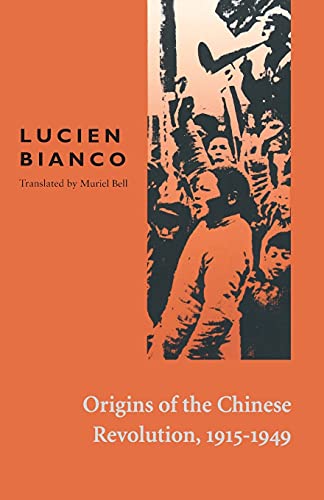 LUCIEN
BIANCO
Translated by Muriel Bell
Origins of the Chinese
Revolution, 1915-1949